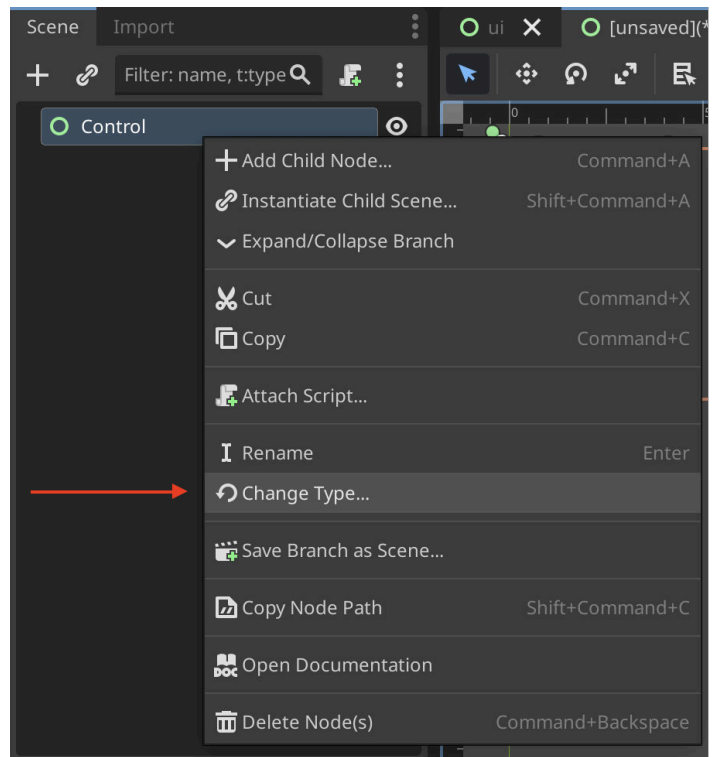 Scene Import
ui [unsaved](*
Filter: name, t:type
0
Control
Add Child Node... Command+A
Instantiate Child Scene... Shift+Command+A
Expand/Collapse Branch
Cut Command+X
Copy Command+C
Attach Script...
Rename Enter
Change Type...
Save Branch as Scene...
Copy Node Path Shift+Command+C
DOC Open Documentation
Delete Node(s) Command+Backspace